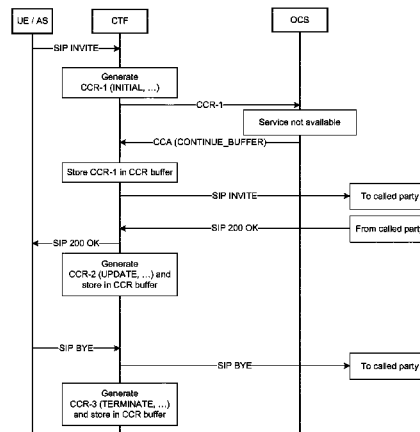 UE / AS
CTF
OCS
SIP INVITE
Generate
CCR-1 (INITIAL, ...)
CCR-1
Service not available
CCA (CONTINUE_BUFFER)
Store CCR-1 in CCR buffer
SIP INVITE
To called party
SIP 200 OK
From called party
SIP 200 OK
Generate
CCR-2 (UPDATE, ...) and
store in CCR buffer
SIP BYE
SIP BYE
To called party
Generate
CCR-3 (TERMINATE, ...)
and store in CCR buffer